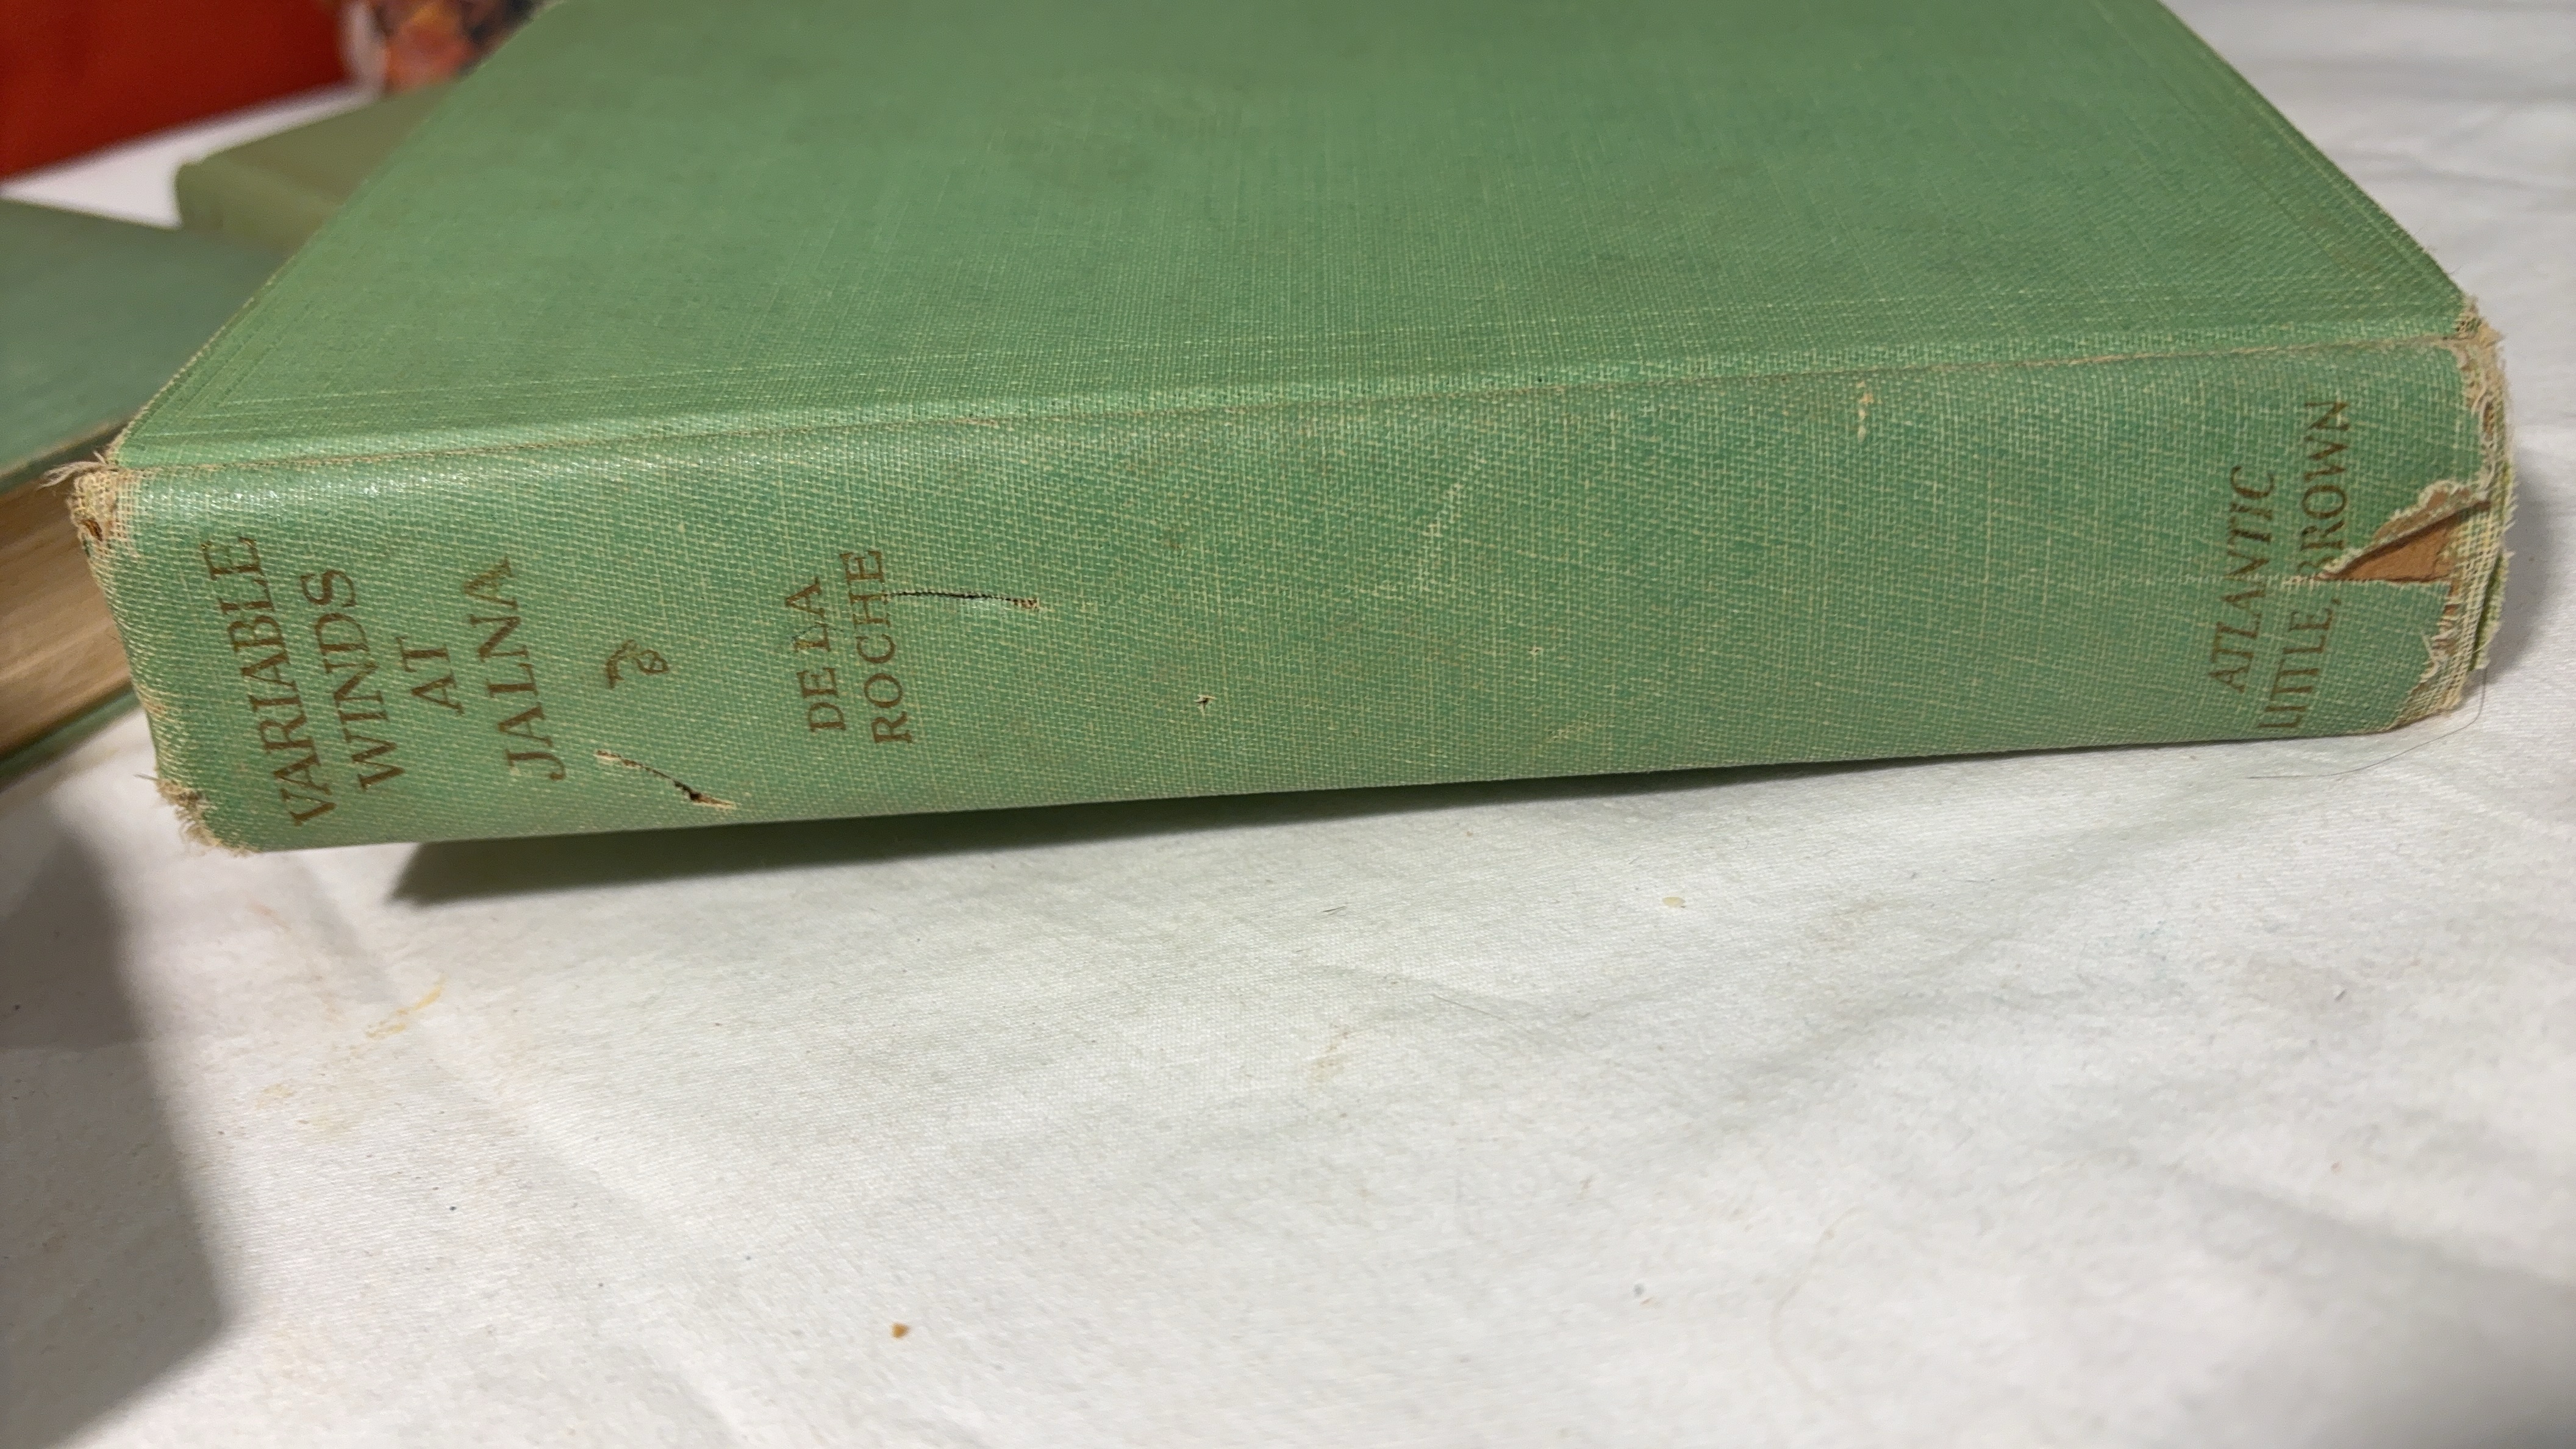 VARIABLE
WINDS
AT
JALNA
DE LA
ROCHE
ATLANTIC
LITTLE, BROWN